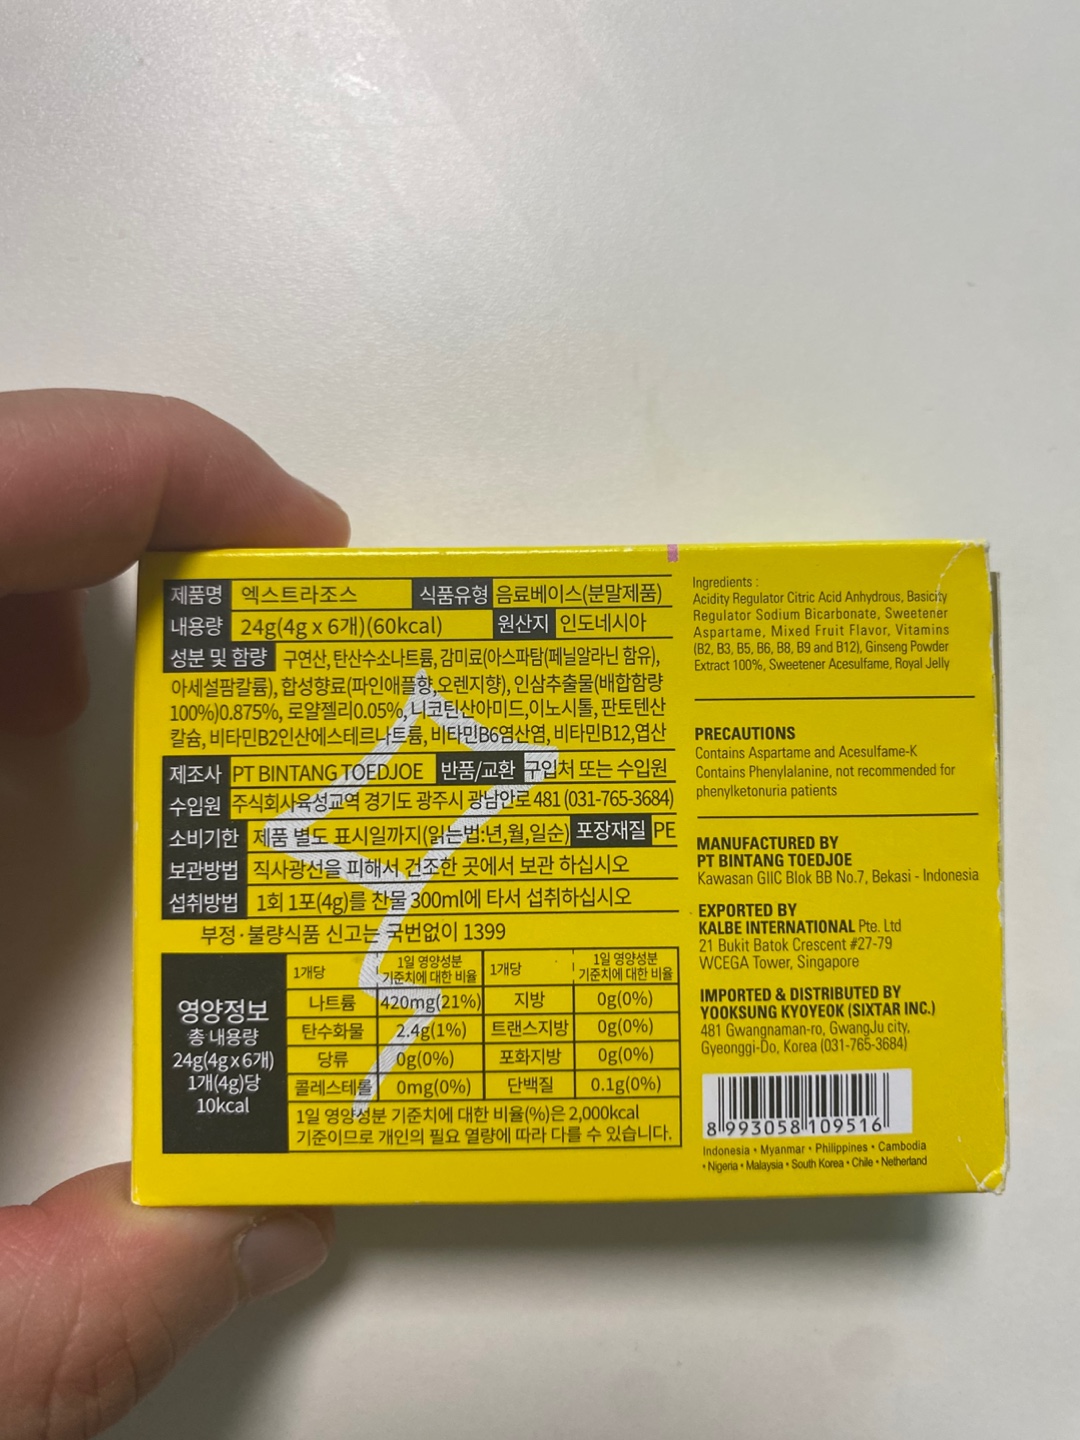 제품명 엑스트라조스 식품유형 음료베이스(분말제품)
내용량 24g(4g x 6개)(60kcal) 원산지 인도네시아
성분 및 함량 구연산, 탄산수소나트륨, 감미료(아스파탐(페닐알라닌 함유),
아세설팜칼륨), 합성향료(파인애플향,오렌지향), 인삼추출물(배합함량
100%)0.875%, 로얄젤리0.05%, 니코틴산아미드,이노시톨, 판토텐산
칼슘, 비타민B2인산에스테르나트륨, 비타민B6염산염, 비타민B12,엽산
제조사 PT BINTANG TOEDJOE 반품/교환 구입처 또는 수입원
수입원 주식회사육성교역 경기도 광주시 광남안로 481 (031-765-3684)
소비기한 제품 별도 표시일까지(읽는법:년,월,일순) 포장재질 PE
보관방법 직사광선을 피해서 건조한 곳에서 보관 하십시오
섭취방법 1회 1포(4g)를 찬물 300ml에 타서 섭취하십시오
부정·불량식품 신고는 국번없이 1399
영양정보
총 내용량
24g(4g x 6개)
1개(4g)당
10kcal
1개당 1일 영양성분 기준치에 대한 비율 1개당 1일 영양성분 기준치에 대한 비율
나트륨 420mg(21%) 지방 0g(0%)
탄수화물 2.4g(1%) 트랜스지방 0g(0%)
당류 0g(0%) 포화지방 0g(0%)
콜레스테롤 0mg(0%) 단백질 0.1g(0%)
1일 영양성분 기준치에 대한 비율(%)은 2,000kcal
기준이므로 개인의 필요 열량에 따라 다를 수 있습니다.
Ingredients :
Acidity Regulator Citric Acid Anhydrous, Basicity
Regulator Sodium Bicarbonate, Sweetener
Aspartame, Mixed Fruit Flavor, Vitamins
(B2, B3, B5, B6, B8, B9 and B12), Ginseng Powder
Extract 100%, Sweetener Acesulfame, Royal Jelly
PRECAUTIONS
Contains Aspartame and Acesulfame-K
Contains Phenylalanine, not recommended for
phenylketonuria patients
MANUFACTURED BY
PT BINTANG TOEDJOE
Kawasan GIIC Blok BB No.7, Bekasi - Indonesia
EXPORTED BY
KALBE INTERNATIONAL Pte. Ltd
21 Bukit Batok Crescent #27-79
WCEGA Tower, Singapore
IMPORTED & DISTRIBUTED BY
YOOKSUNG KYOYEOK (SIXTAR INC.)
481 Gwangnaman-ro, GwangJu city,
Gyeonggi-Do, Korea (031-765-3684)
8 993058 109516
Indonesia • Myanmar • Philippines • Cambodia
• Nigeria • Malaysia • South Korea • Chile • Netherland